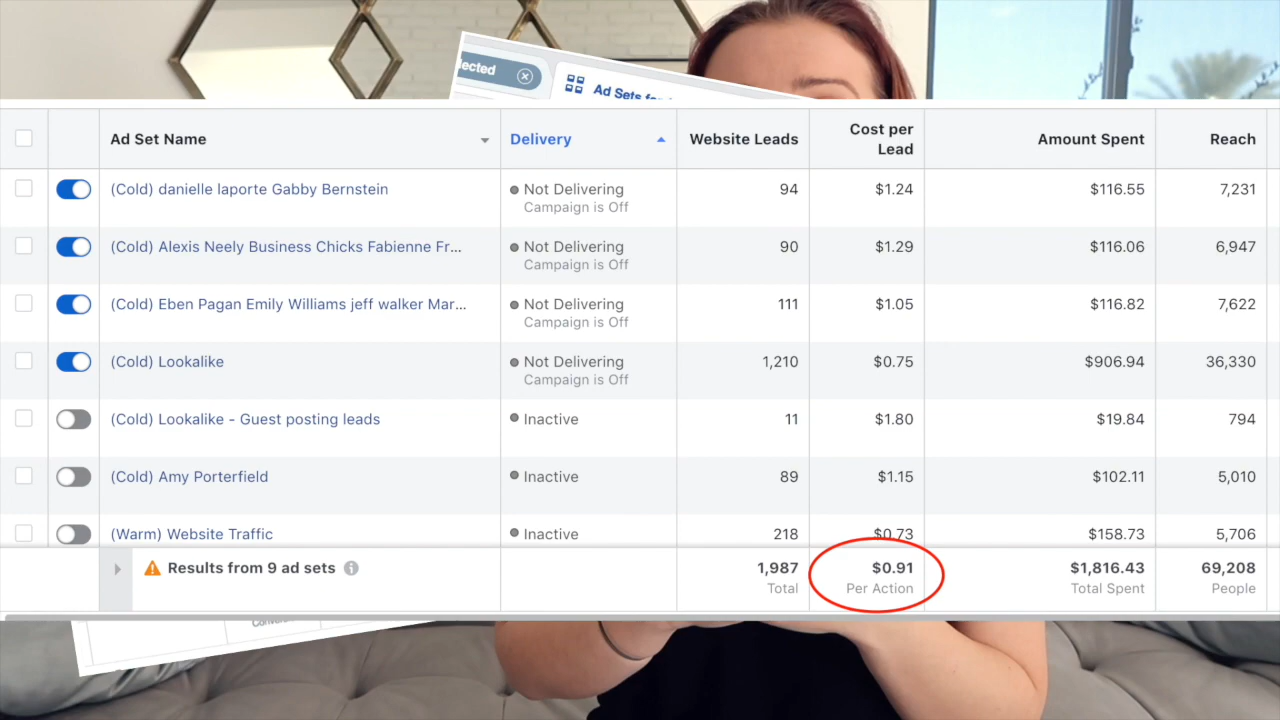 ected
Ad Sets for
Ad Set Name Delivery Website Leads Cost per Lead Amount Spent Reach
(Cold) danielle laporte Gabby Bernstein Not Delivering 94 $1.24 $116.55 7,231
Campaign is Off
(Cold) Alexis Neely Business Chicks Fabienne Fr... Not Delivering 90 $1.29 $116.06 6,947
Campaign is Off
(Cold) Eben Pagan Emily Williams jeff walker Mar... Not Delivering 111 $1.05 $116.82 7,622
Campaign is Off
(Cold) Lookalike Not Delivering 1,210 $0.75 $906.94 36,330
Campaign is Off
(Cold) Lookalike - Guest posting leads Inactive 11 $1.80 $19.84 794
(Cold) Amy Porterfield Inactive 89 $1.15 $102.11 5,010
(Warm) Website Traffic Inactive 218 $0.73 $158.73 5,706
Results from 9 ad sets 1,987 $0.91 $1,816.43 69,208
Total Per Action Total Spent People